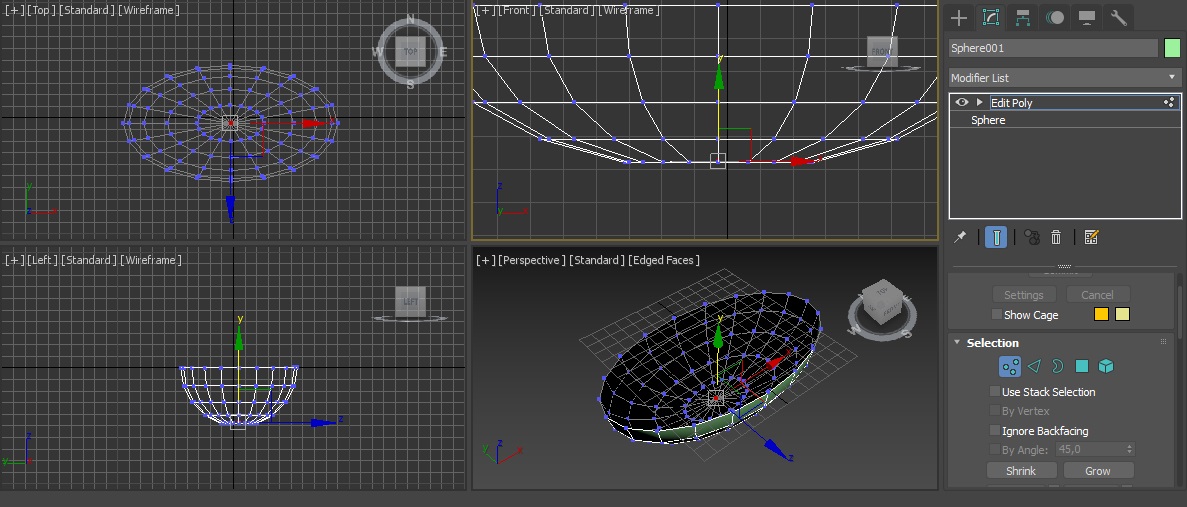 [+] [Top] [Standard] [Wireframe]
N
W
TOP
E
S
x
y
z
x
[+] [Front] [Standard] [Wireframe]
y
FRONT
x
z
y
x
Sphere001
Modifier List
Edit Poly
Sphere
[+] [Left] [Standard] [Wireframe]
LEFT
y
z
z
y
x
[+] [Perspective] [Standard] [Edged Faces]
TOP
W
S
y
z
z
y
x
Settings
Cancel
Show Cage
Selection
Use Stack Selection
By Vertex
Ignore Backfacing
By Angle:
45,0
Shrink
Grow